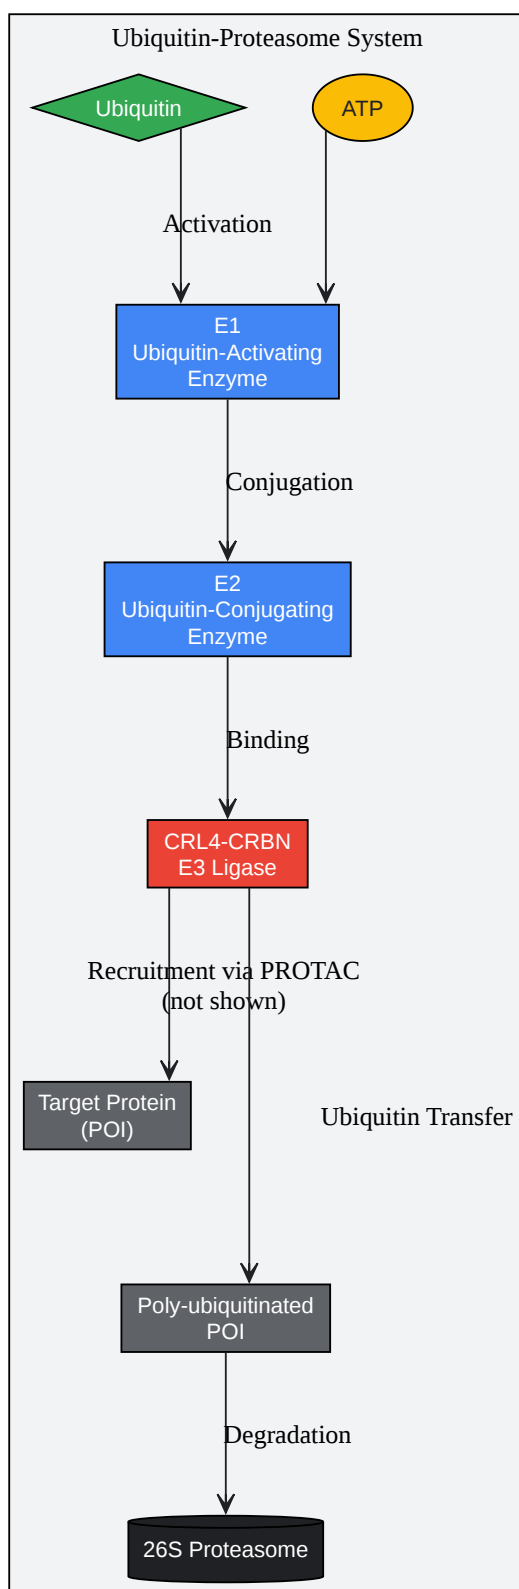 Ubiquitin-Proteasome System
Ubiquitin
ATP
Activation
E1
Ubiquitin-Activating
Enzyme
Conjugation
E2
Ubiquitin-Conjugating
Enzyme
Binding
CRL4-CRBN
E3 Ligase
Recruitment via PROTAC
(not shown)
Target Protein
(POI)
Ubiquitin Transfer
Poly-ubiquitinated
POI
Degradation
26S Proteasome